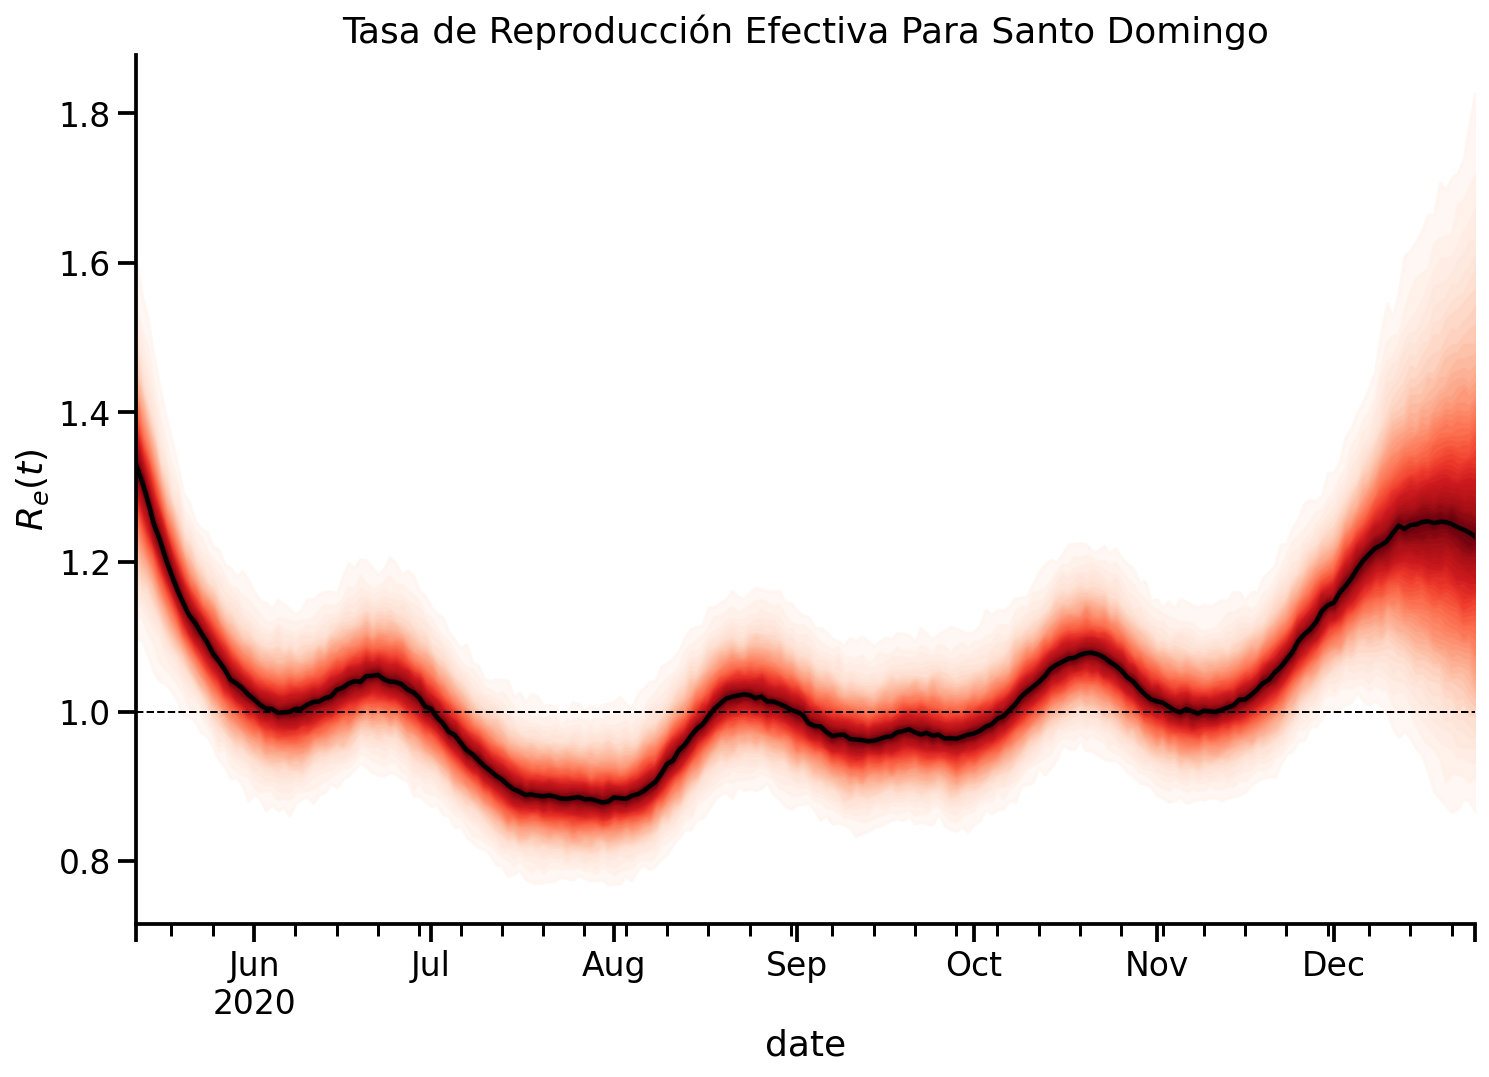 Tasa de Reproducción Efectiva Para Santo Domingo
1.8
1.6
1.4
1.2
1.0
0.8
Re(t)
Jun Jul Aug Sep Oct Nov Dec
2020
date